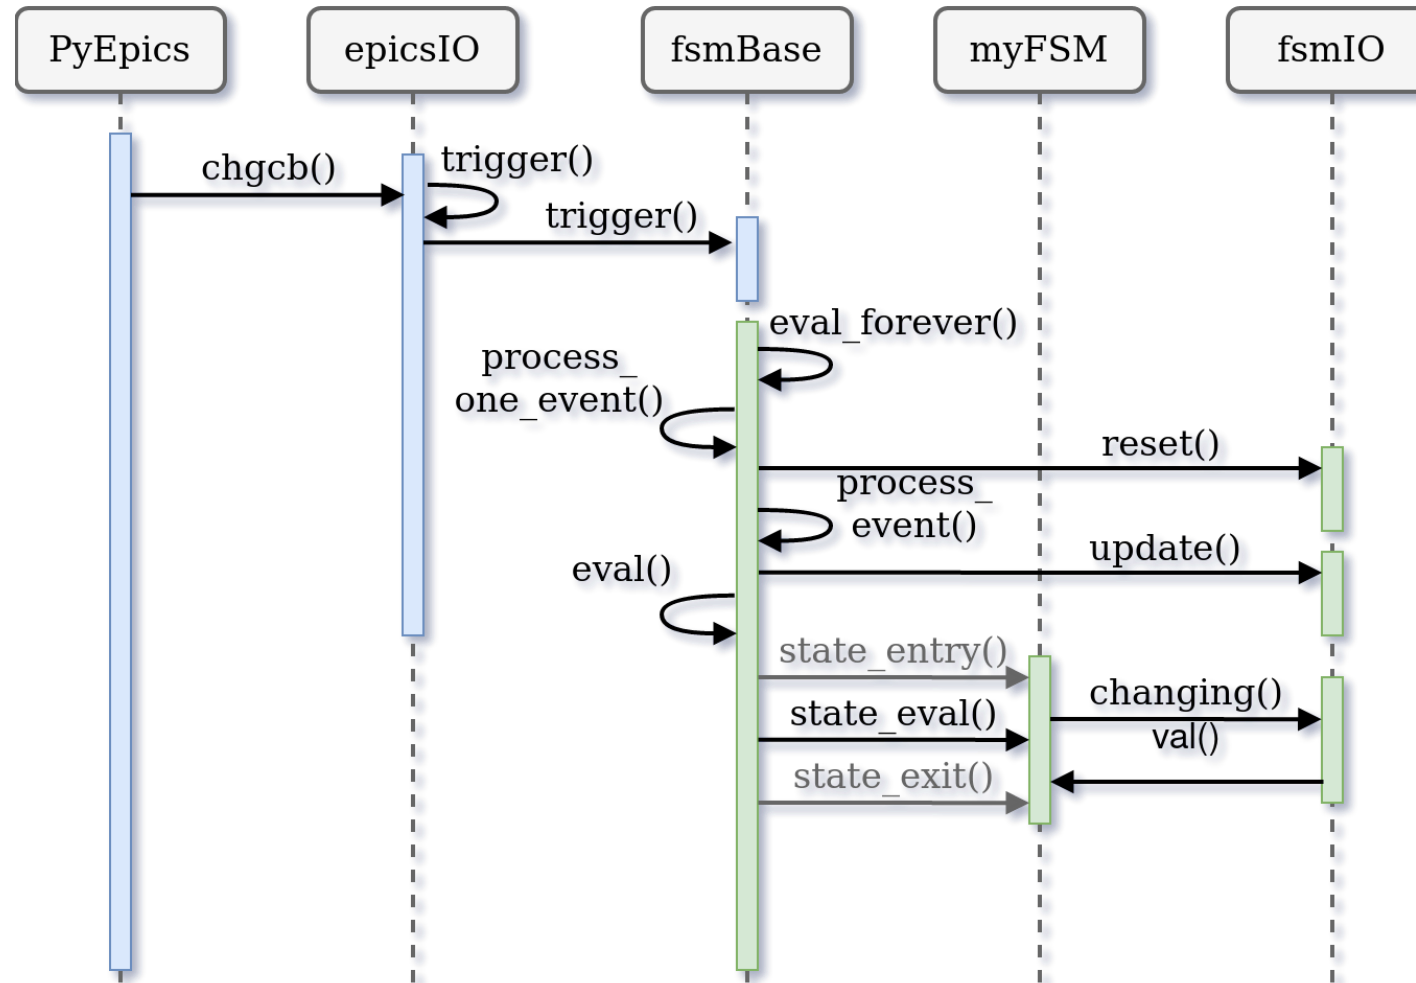 PyEpics
epicsIO
fsmBase
myFSM
fsmIO
chgcb()
trigger()
trigger()
eval_forever()
process_
one_event()
reset()
process_
event()
update()
eval()
state_entry()
changing()
state_eval()
val()
state_exit()